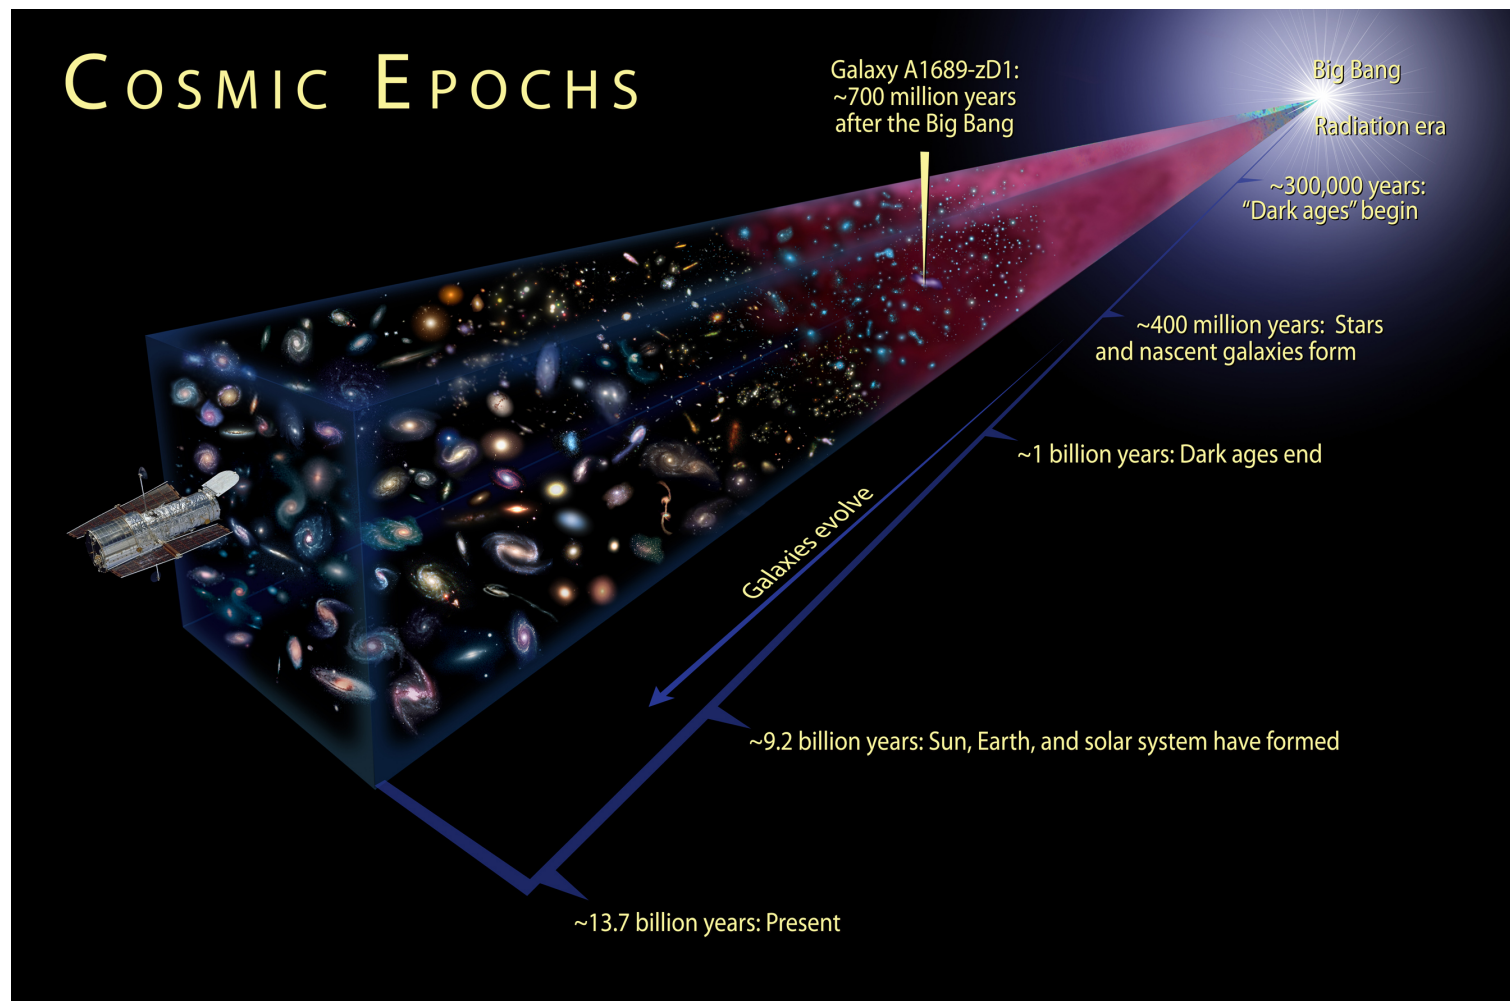 COSMIC EPOCHS
Galaxy A1689-zD1:
~700 million years
after the Big Bang
Big Bang
Radiation era
~300,000 years:
“Dark ages” begin
~400 million years: Stars
and nascent galaxies form
~1 billion years: Dark ages end
Galaxies evolve
~9.2 billion years: Sun, Earth, and solar system have formed
~13.7 billion years: Present